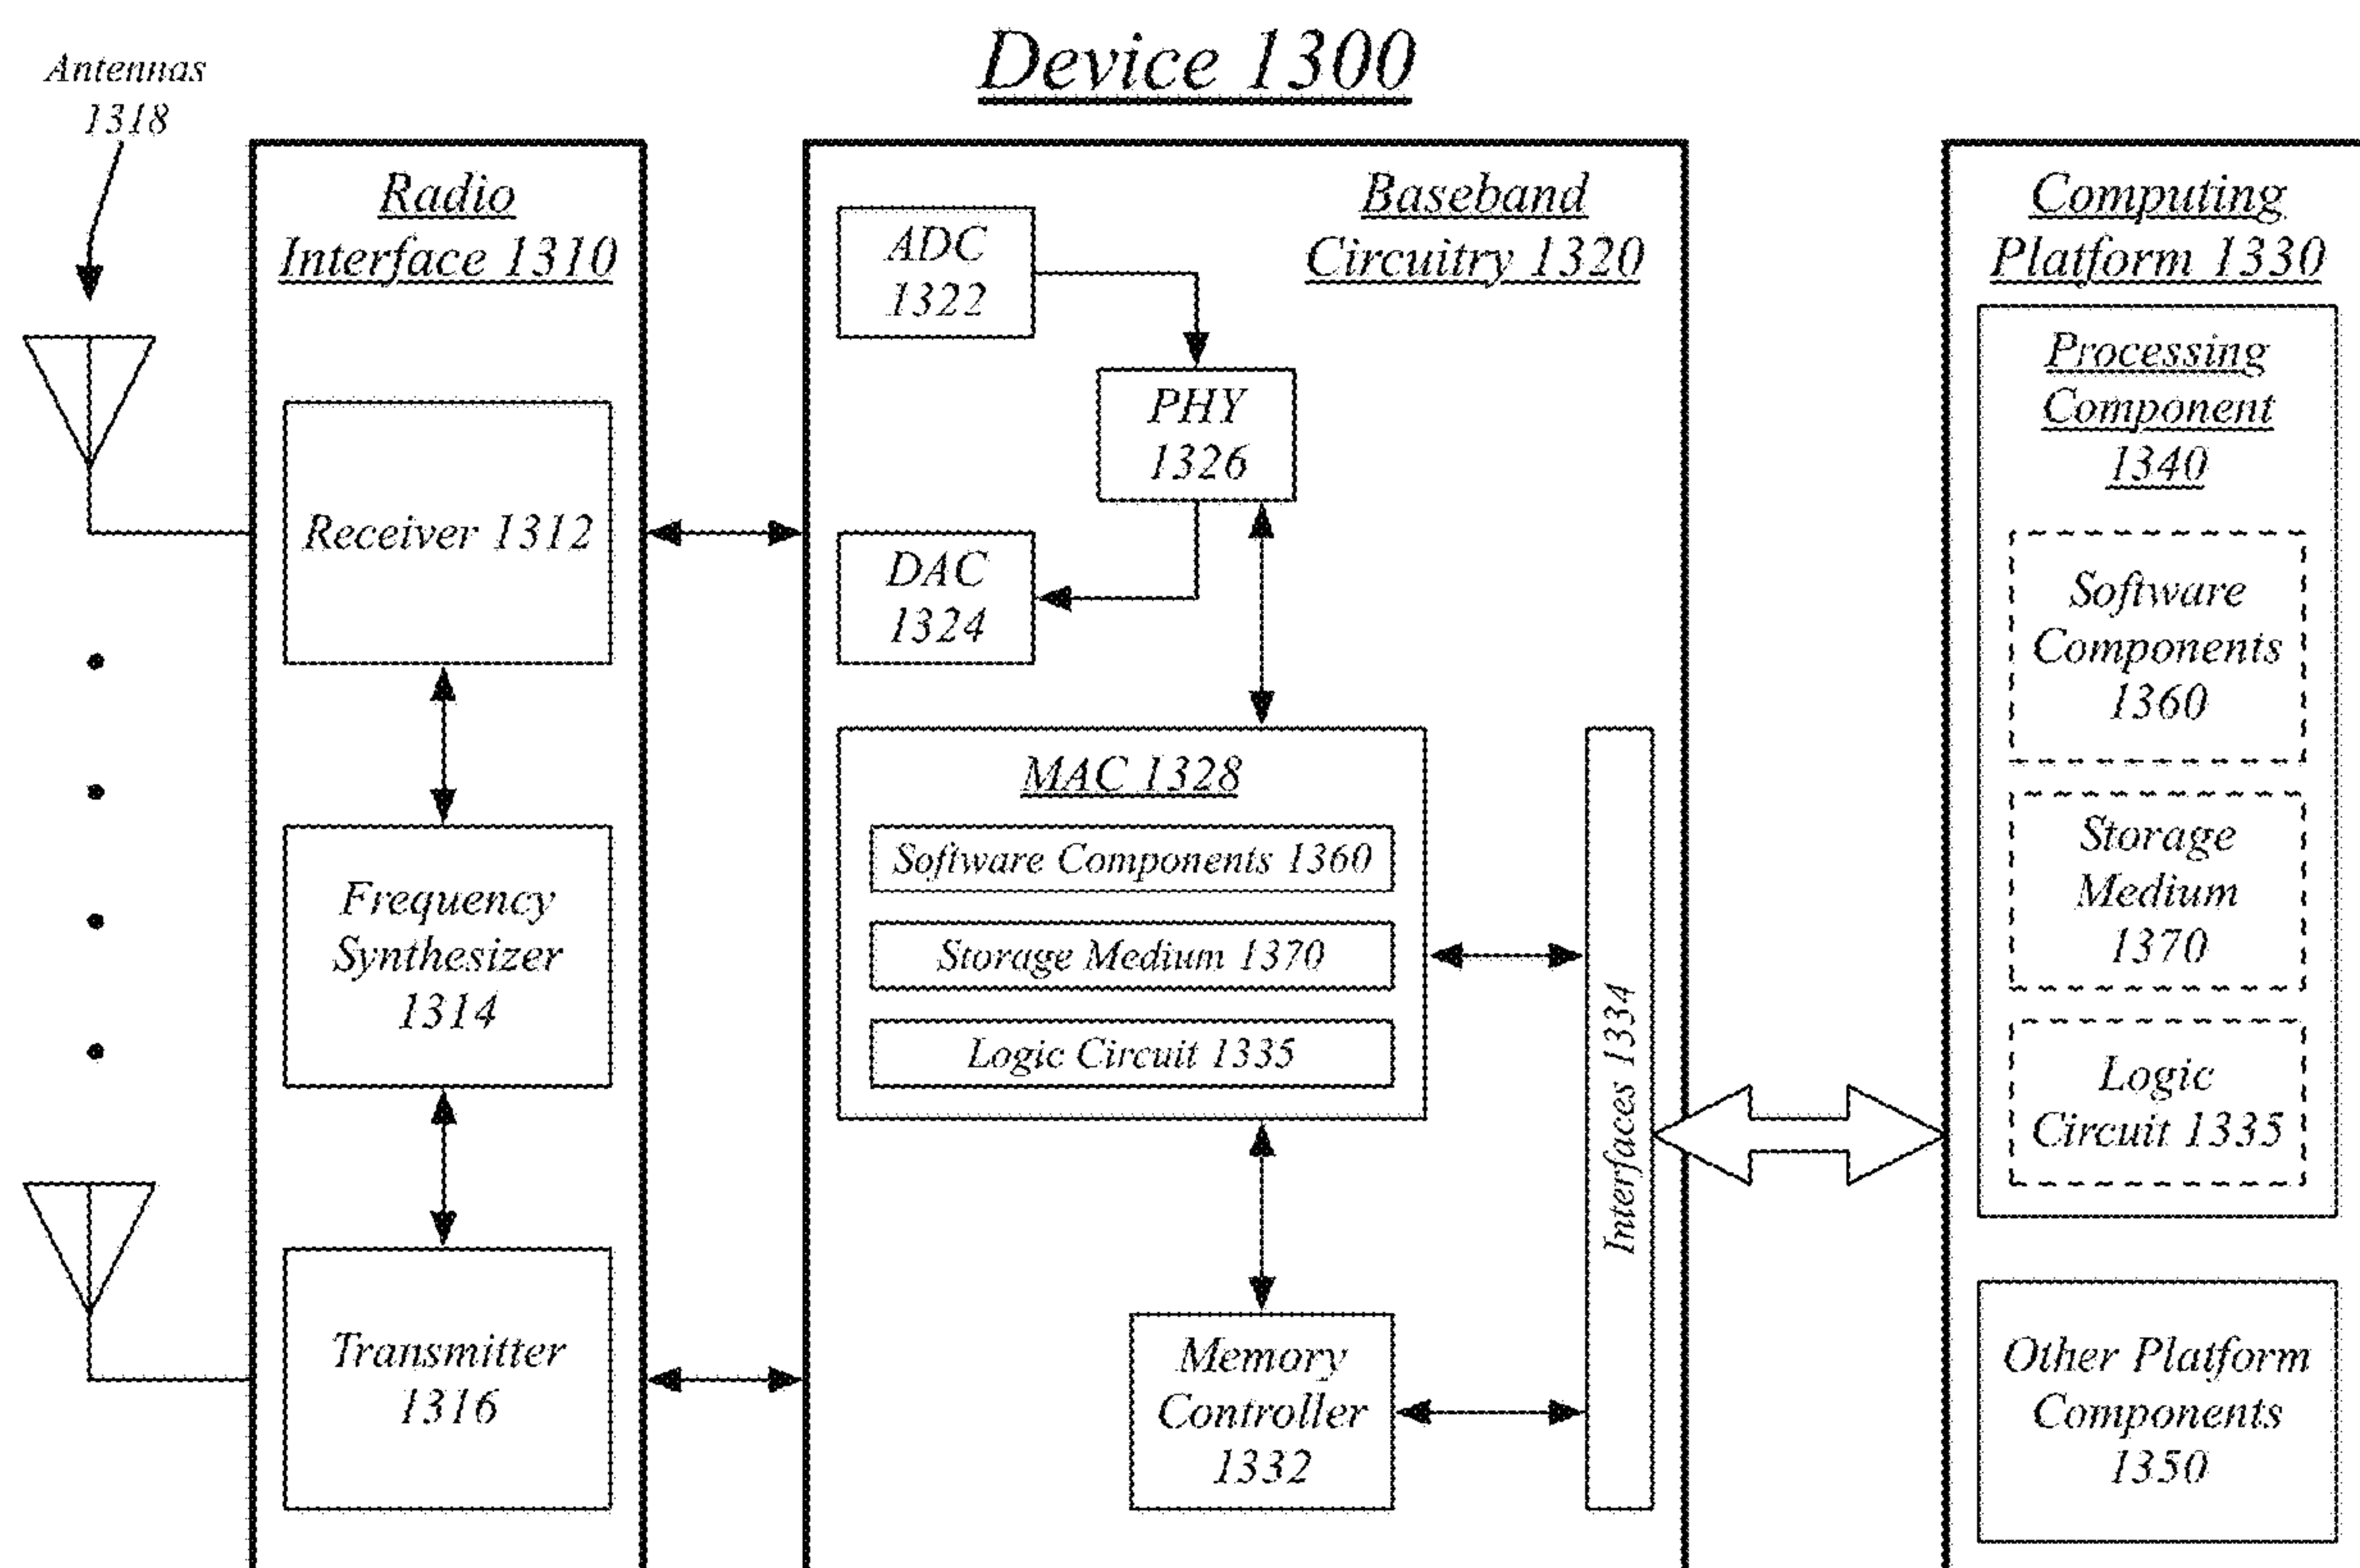 Device 1300
Antennas
1318
Radio
Interface 1310
Receiver 1312
Frequency
Synthesizer
1314
Transmitter
1316
Baseband
Circuitry 1320
ADC
1322
PHY
1326
DAC
1324
MAC 1328
Software Components 1360
Storage Medium 1370
Logic Circuit 1335
Interfaces 1334
Memory
Controller
1332
Computing
Platform 1330
Processing
Component
1340
Software
Components
1360
Storage
Medium
1370
Logic
Circuit 1335
Other Platform
Components
1350